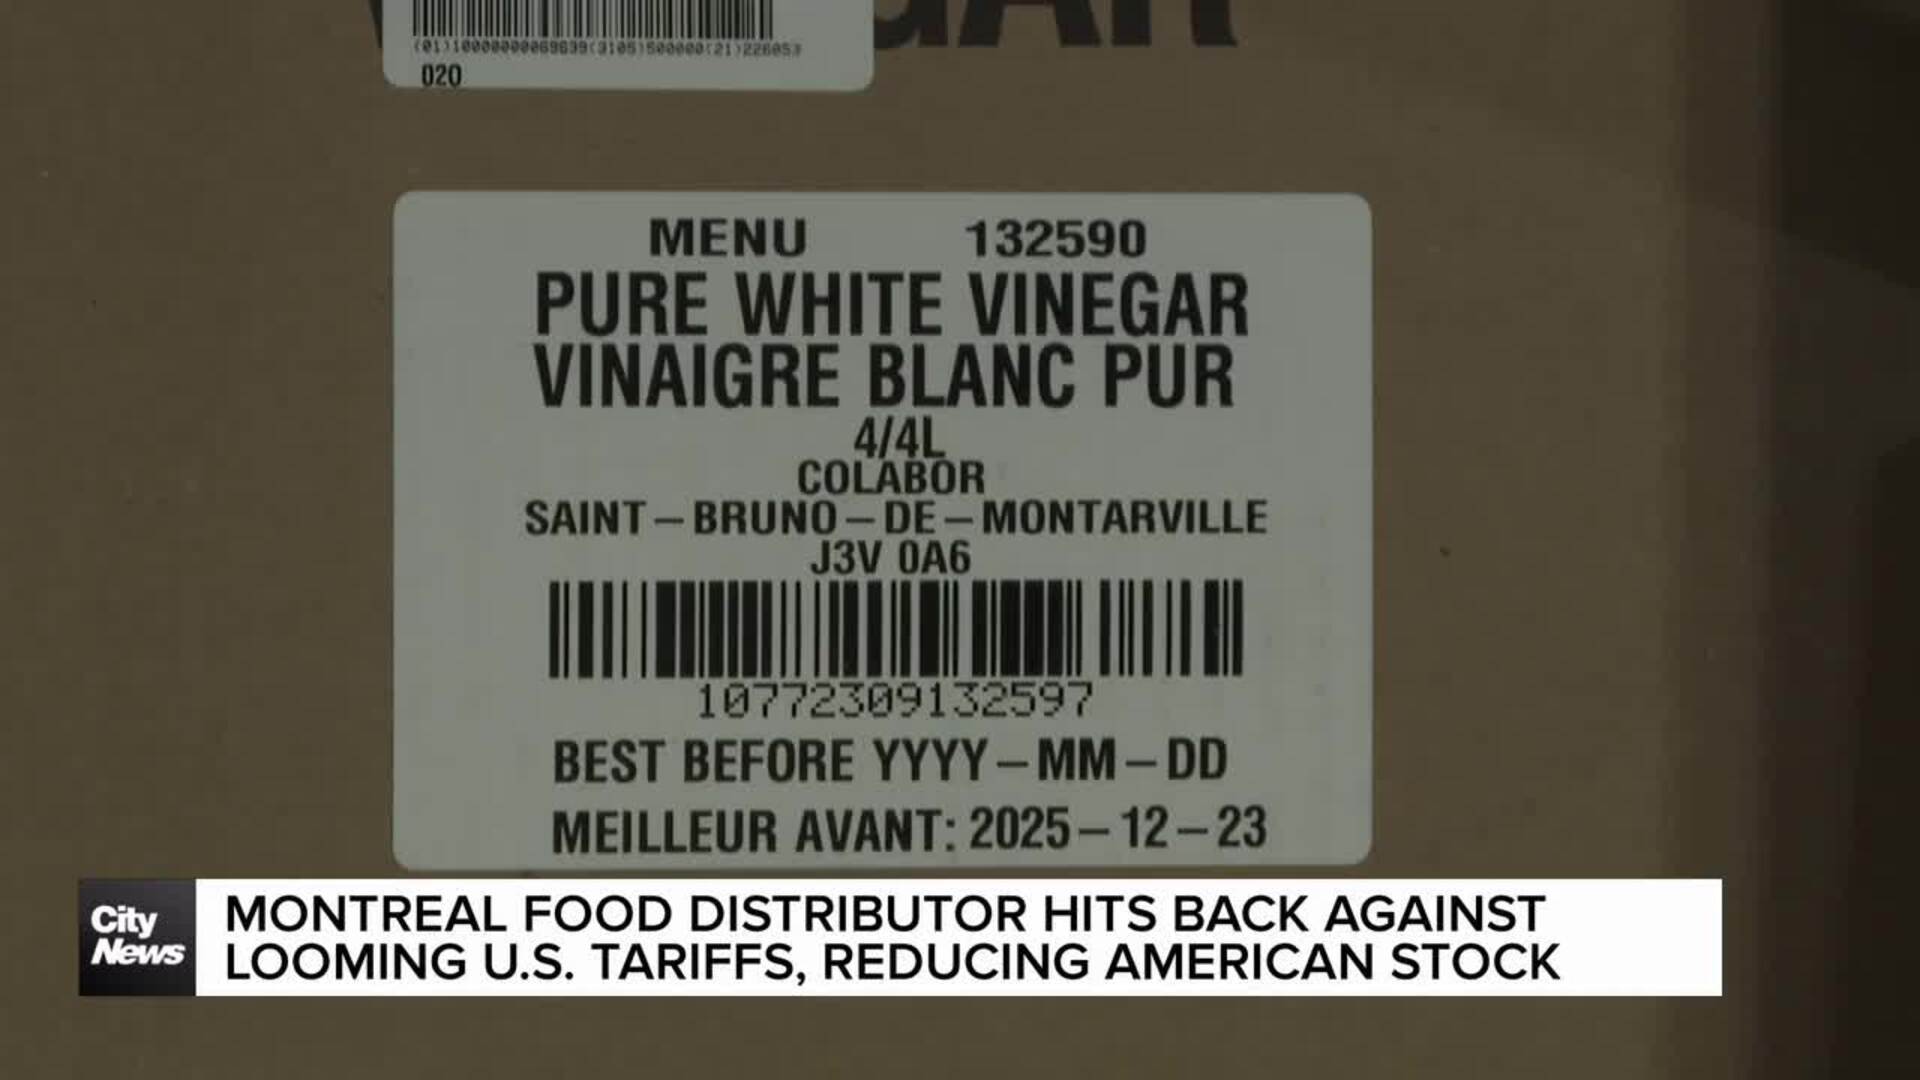 (01)10000000069639(3105)500000(21)226053
020
MENU 132590
PURE WHITE VINEGAR
VINAIGRE BLANC PUR
4/4L
COLABOR
SAINT-BRUNO-DE-MONTARVILLE
J3V 0A6
10772309132597
BEST BEFORE YYYY-MM-DD
MEILLEUR AVANT: 2025-12-23
City
News
MONTREAL FOOD DISTRIBUTOR HITS BACK AGAINST
LOOMING U.S. TARIFFS, REDUCING AMERICAN STOCK